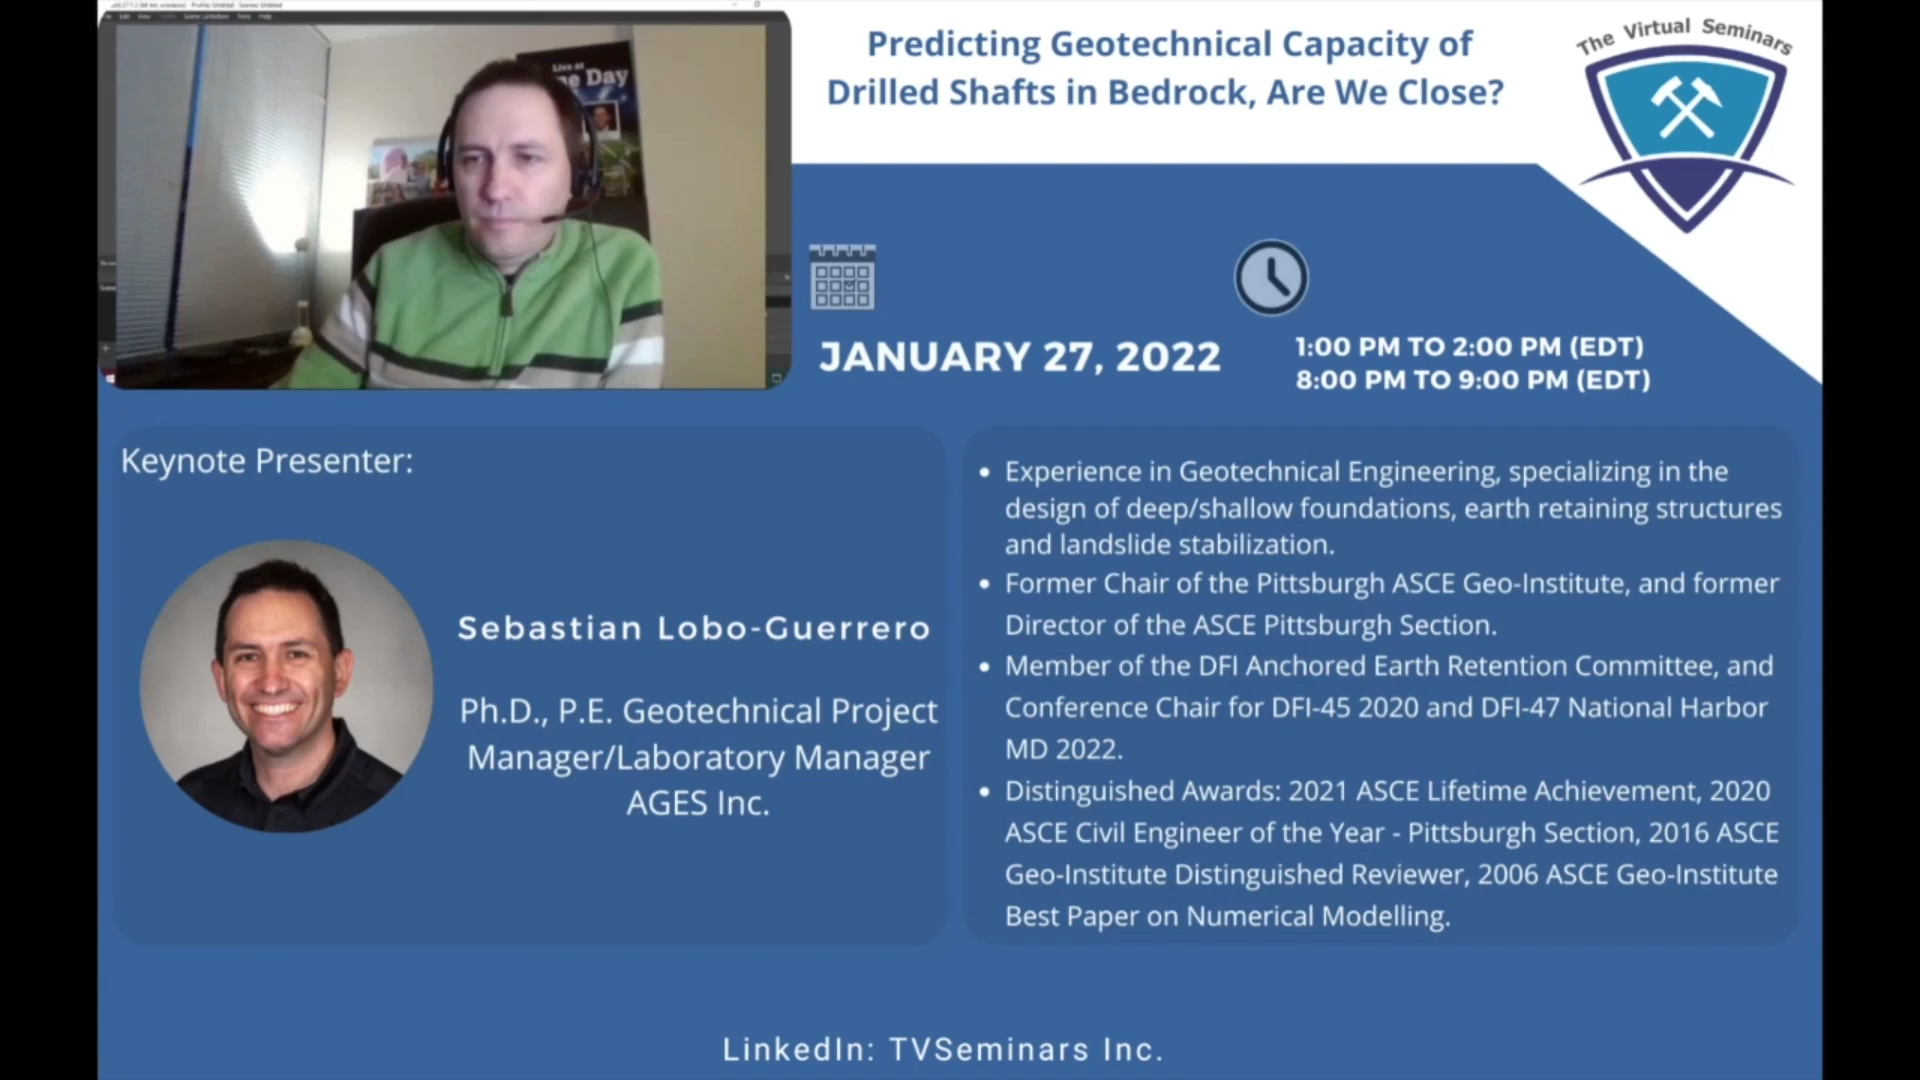 Live at
ne Day
Predicting Geotechnical Capacity of
Drilled Shafts in Bedrock, Are We Close?
The Virtual Seminars
JANUARY 27, 2022
1:00 PM TO 2:00 PM (EDT)
8:00 PM TO 9:00 PM (EDT)
Keynote Presenter:
Sebastian Lobo-Guerrero
Ph.D., P.E. Geotechnical Project
Manager/Laboratory Manager
AGES Inc.
• Experience in Geotechnical Engineering, specializing in the
design of deep/shallow foundations, earth retaining structures
and landslide stabilization.
• Former Chair of the Pittsburgh ASCE Geo-Institute, and former
Director of the ASCE Pittsburgh Section.
• Member of the DFI Anchored Earth Retention Committee, and
Conference Chair for DFI-45 2020 and DFI-47 National Harbor
MD 2022.
• Distinguished Awards: 2021 ASCE Lifetime Achievement, 2020
ASCE Civil Engineer of the Year - Pittsburgh Section, 2016 ASCE
Geo-Institute Distinguished Reviewer, 2006 ASCE Geo-Institute
Best Paper on Numerical Modelling.
LinkedIn: TVSeminars Inc.